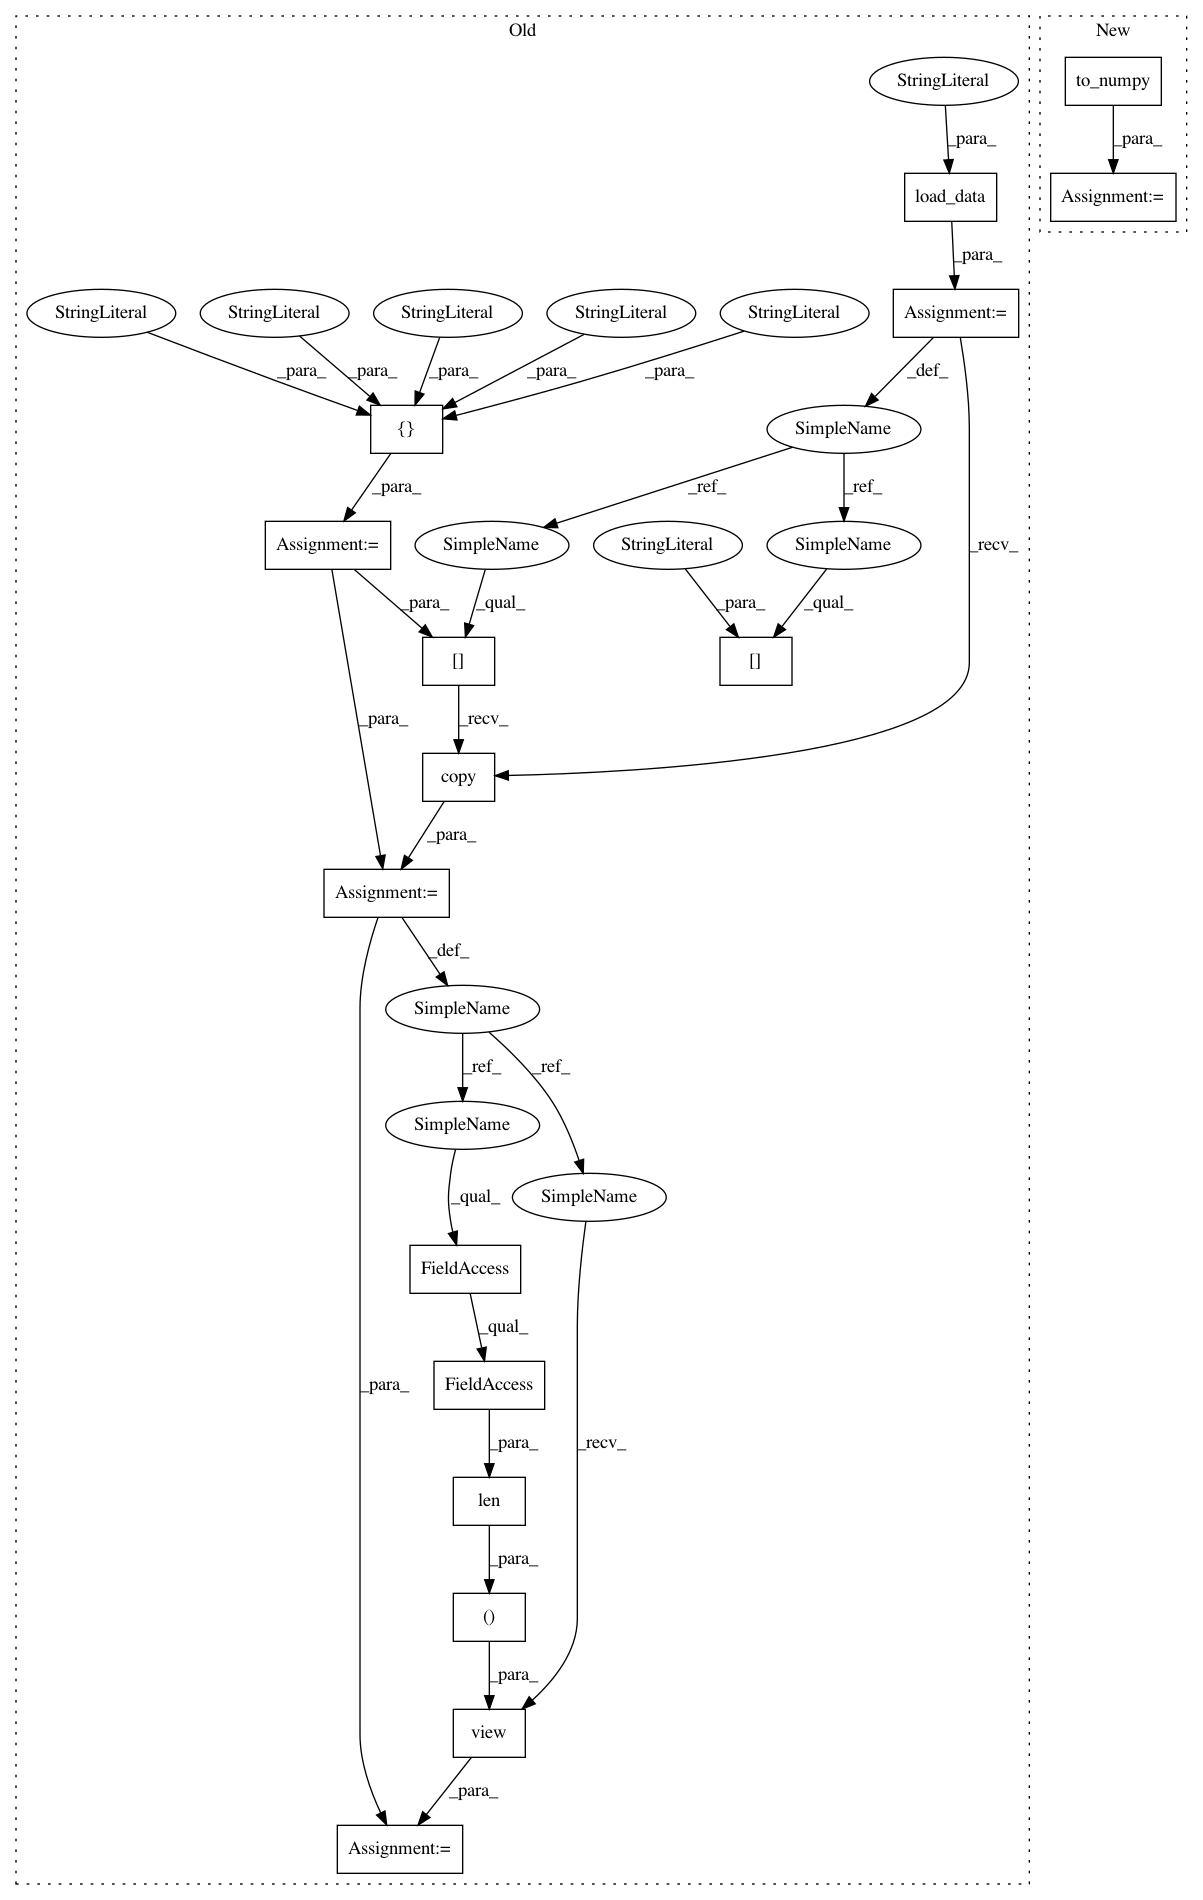 Old
New
StringLiteral
to_numpy
_para_
_para_
load_data
Assignment:=
_para_
StringLiteral
StringLiteral
StringLiteral
StringLiteral
StringLiteral
Assignment:=
_para_
_para_
_para_
_para_
_para_
_def_
{}
SimpleName
_para_
_ref_
_ref_
Assignment:=
SimpleName
StringLiteral
SimpleName
_recv_
_para_
_qual_
_para_
_qual_
[]
[]
_para_
_recv_
copy
_para_
Assignment:=
_def_
SimpleName
_ref_
_ref_
SimpleName
_qual_
SimpleName
FieldAccess
_qual_
_para_
FieldAccess
_para_
_recv_
len
_para_
()
_para_
view
_para_
Assignment:=